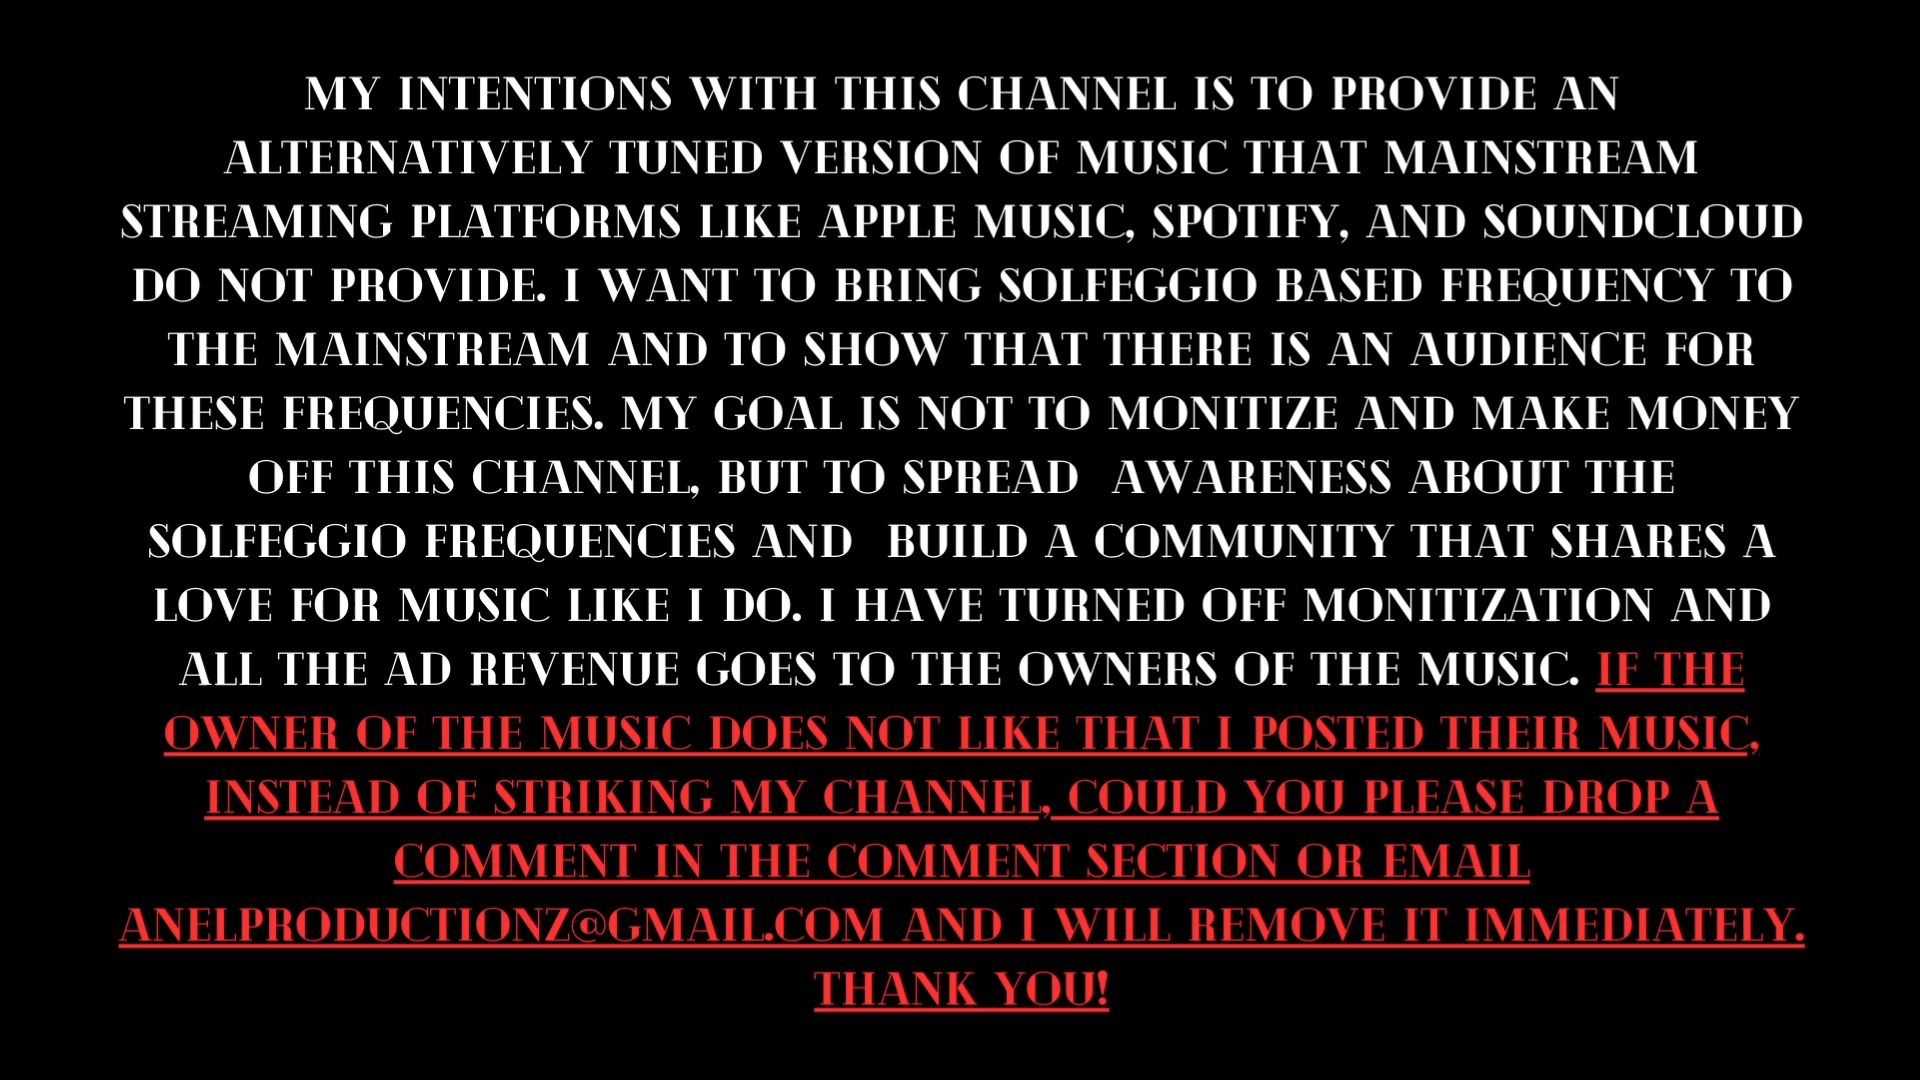 MY INTENTIONS WITH THIS CHANNEL IS TO PROVIDE AN
ALTERNATIVELY TUNED VERSION OF MUSIC THAT MAINSTREAM
STREAMING PLATFORMS LIKE APPLE MUSIC, SPOTIFY, AND SOUNDCLOUD
DO NOT PROVIDE. I WANT TO BRING SOLFEGGIO BASED FREQUENCY TO
THE MAINSTREAM AND TO SHOW THAT THERE IS AN AUDIENCE FOR
THESE FREQUENCIES. MY GOAL IS NOT TO MONITIZE AND MAKE MONEY
OFF THIS CHANNEL, BUT TO SPREAD  AWARENESS ABOUT THE
SOLFEGGIO FREQUENCIES AND  BUILD A COMMUNITY THAT SHARES A
LOVE FOR MUSIC LIKE I DO. I HAVE TURNED OFF MONITIZATION AND
ALL THE AD REVENUE GOES TO THE OWNERS OF THE MUSIC. IF THE
OWNER OF THE MUSIC DOES NOT LIKE THAT I POSTED THEIR MUSIC,
INSTEAD OF STRIKING MY CHANNEL, COULD YOU PLEASE DROP A
COMMENT IN THE COMMENT SECTION OR EMAIL
ANELPRODUCTIONZ@GMAIL.COM AND I WILL REMOVE IT IMMEDIATELY.
THANK YOU!